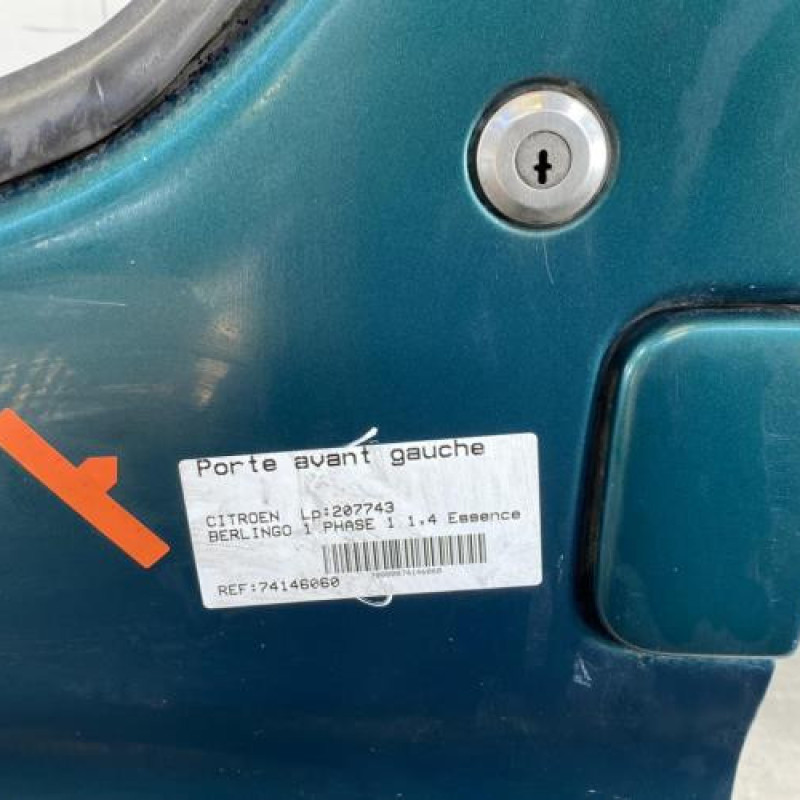 Porte avant gauche
CITROEN Lp:207743
BERLINGO 1 PHASE 1 1,4 Essence
REF:74146060